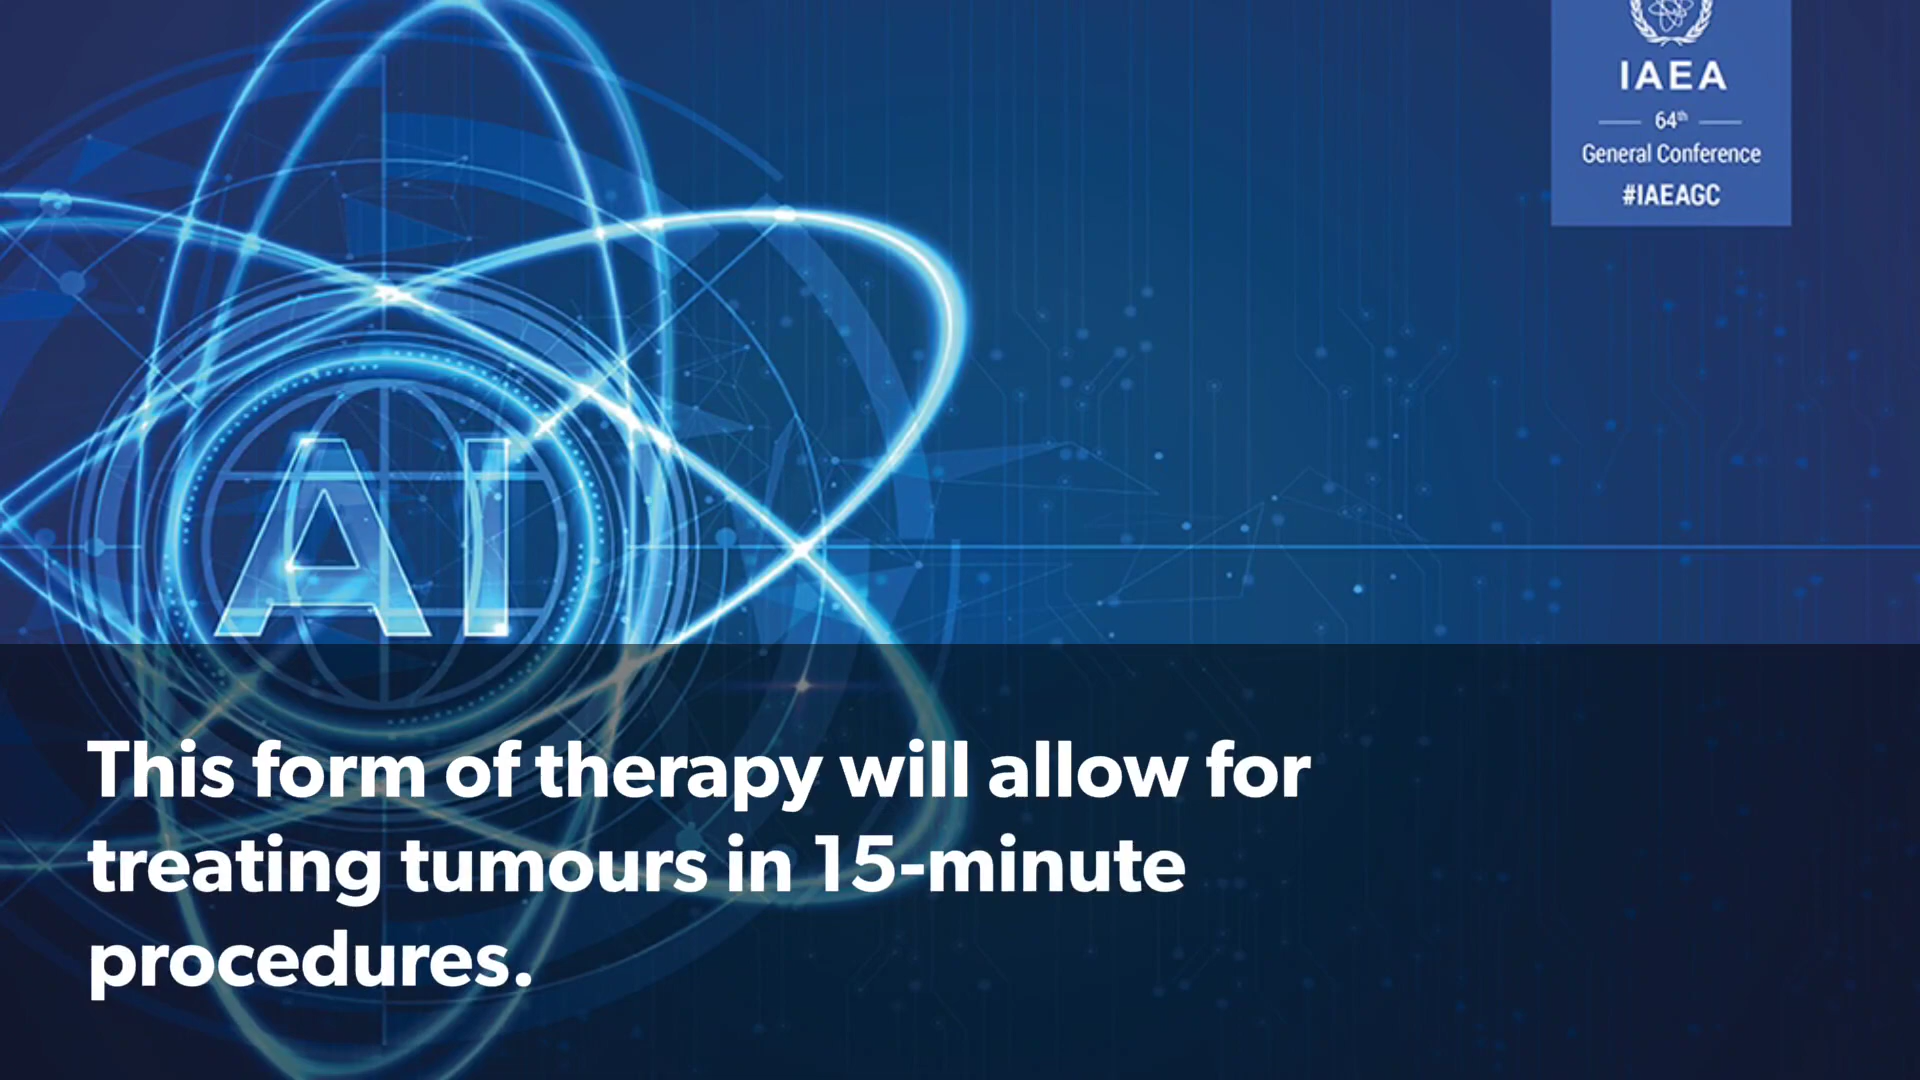 IAEA
64th
General Conference
#IAEAGC
AI
This form of therapy will allow for
treating tumours in 15-minute
procedures.